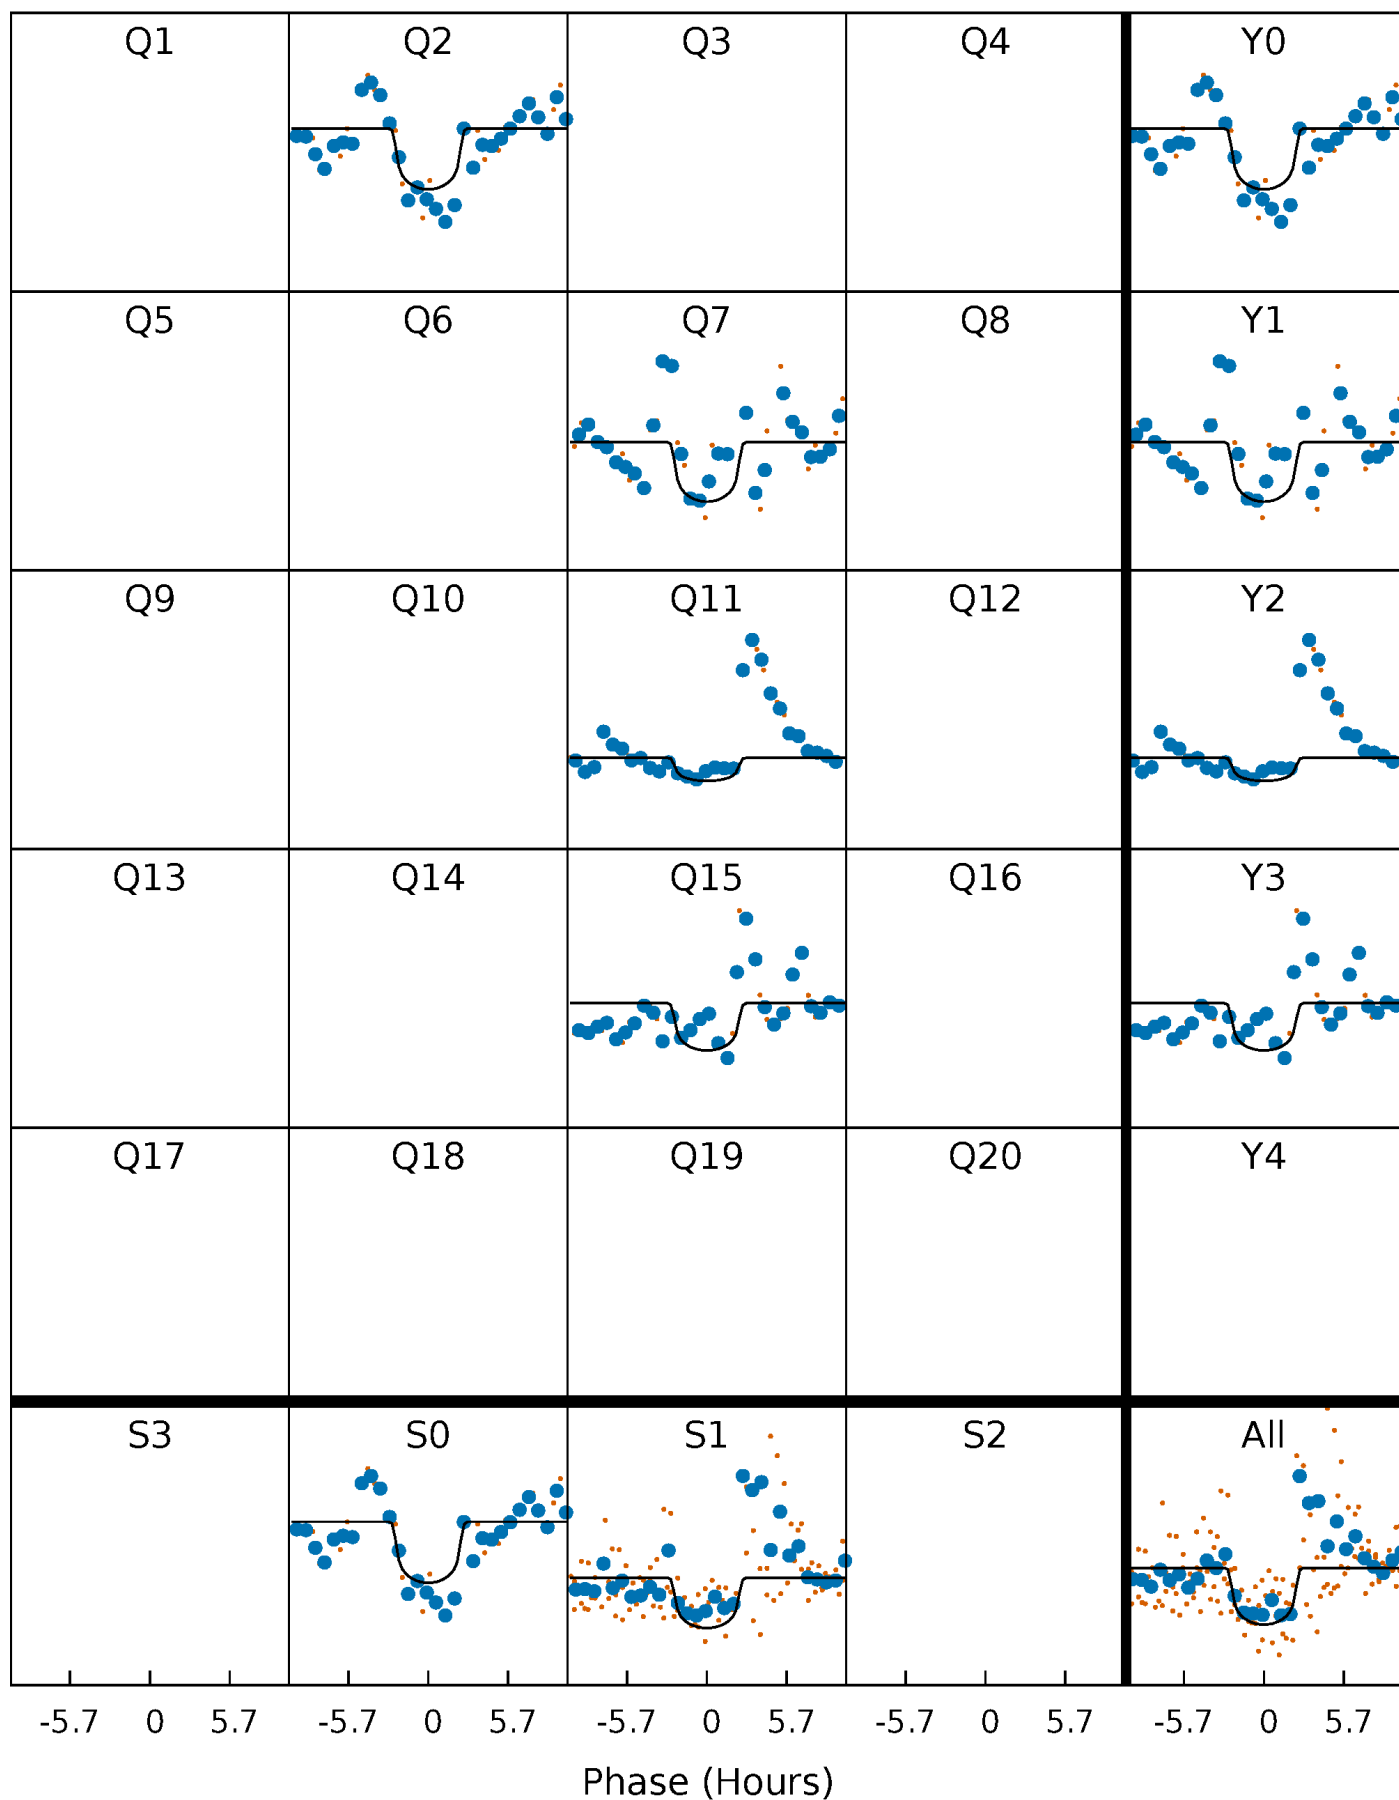 Q1 Q2 Q3 Q4 Y0
Q5 Q6 Q7 Q8 Y1
Q9 Q10 Q11 Q12 Y2
Q13 Q14 Q15 Q16 Y3
Q17 Q18 Q19 Q20 Y4
S3 S0 S1 S2 All
-5.7 0 5.7 -5.7 0 5.7 -5.7 0 5.7 -5.7 0 5.7 -5.7 0 5.7
Phase (Hours)